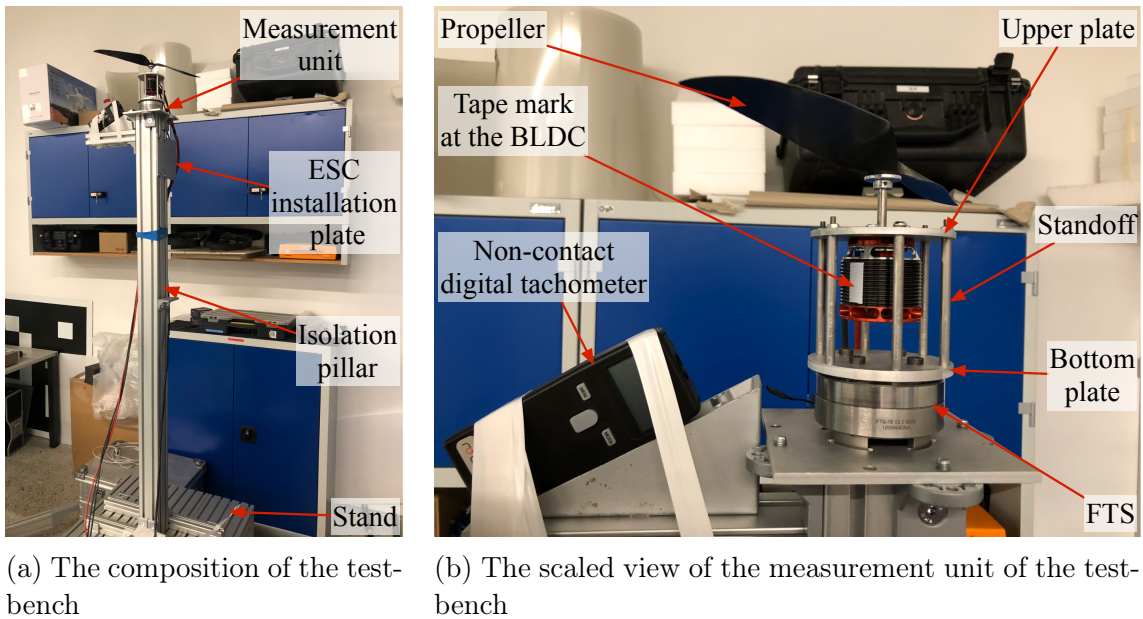 Measurement
unit
ESC
installation
plate
Isolation
pillar
Stand
Propeller
Upper plate
Tape mark
at the BLDC
Standoff
Non-contact
digital tachometer
Bottom
plate
FTS
(a) The composition of the test-
bench
(b) The scaled view of the measurement unit of the test-
bench